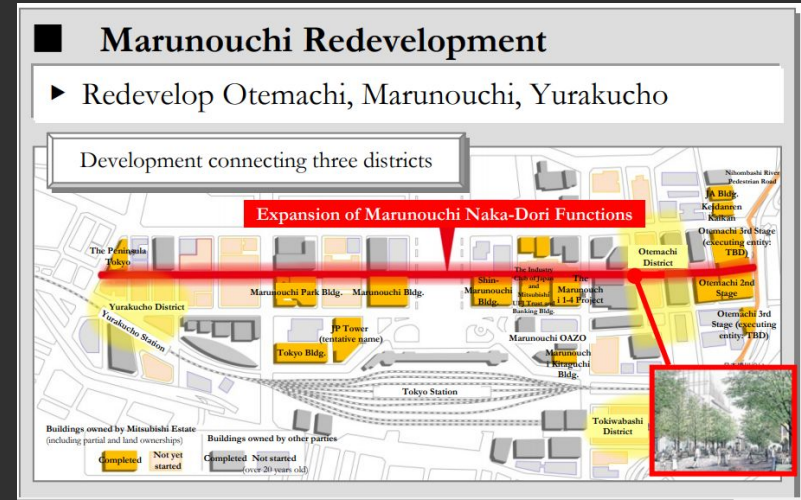 ■ Marunouchi Redevelopment
▶ Redevelop Otemachi, Marunouchi, Yurakucho
Development connecting three districts
Expansion of Marunouchi Naka-Dori Functions
Nihombashi River
Pedestrian Road
JA Bldg.
Keidanren
Kaikan
Otemachi 3rd Stage
(executing entity:
TBD)
Otemachi
District
The Peninsula
Tokyo
Otemachi 2nd
Stage
The Industry
Club of Japan
and
Mitsubishi
UFJ Trust and
Banking Bldg.
Shin-
Marunouchi
Bldg.
The
Marunouch
i 1-4 Project
Marunouchi Park Bldg.
Marunouchi Bldg.
Yurakucho District
Yurakucho Station
Otemachi 3rd
Stage (executing
entity: TBD)
JP Tower
(tentative name)
Tokyo Bldg.
Marunouchi OAZO
Marunouch
i Kitaguchi
Bldg.
Tokyo Station
Tokiwabashi
District
Buildings owned by Mitsubishi Estate
(including partial and land ownerships)
Completed
Not yet
started
Buildings owned by other parties
Completed
Not started
(over 20 years old)